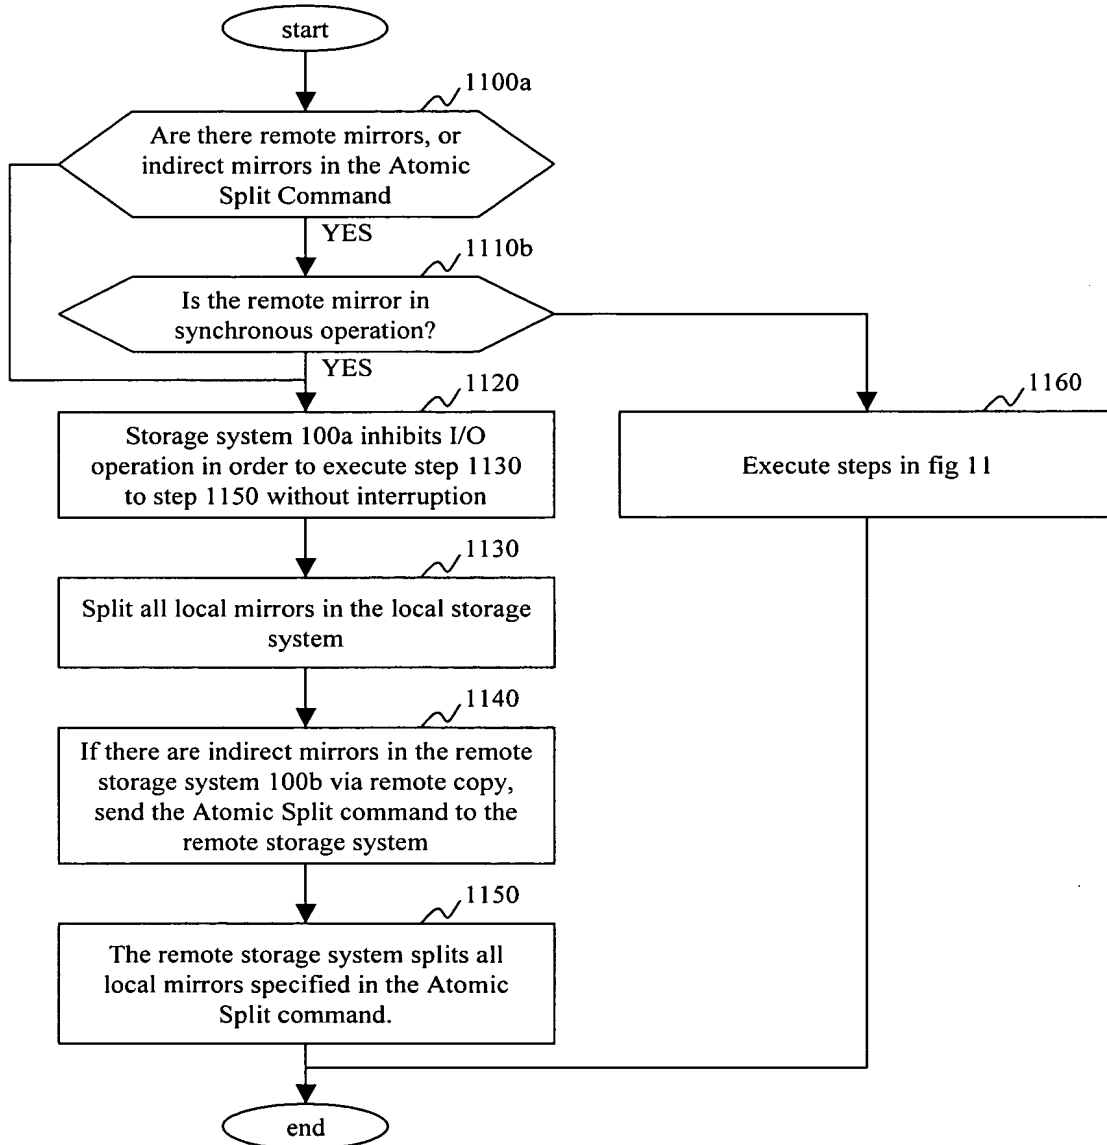 start
1100a
Are there remote mirrors, or
indirect mirrors in the Atomic
Split Command
YES
1110b
Is the remote mirror in
synchronous operation?
YES
1120
Storage system 100a inhibits I/O
operation in order to execute step 1130
to step 1150 without interruption
1160
Execute steps in fig 11
1130
Split all local mirrors in the local storage
system
1140
If there are indirect mirrors in the remote
storage system 100b via remote copy,
send the Atomic Split command to the
remote storage system
1150
The remote storage system splits all
local mirrors specified in the Atomic
Split command.
end